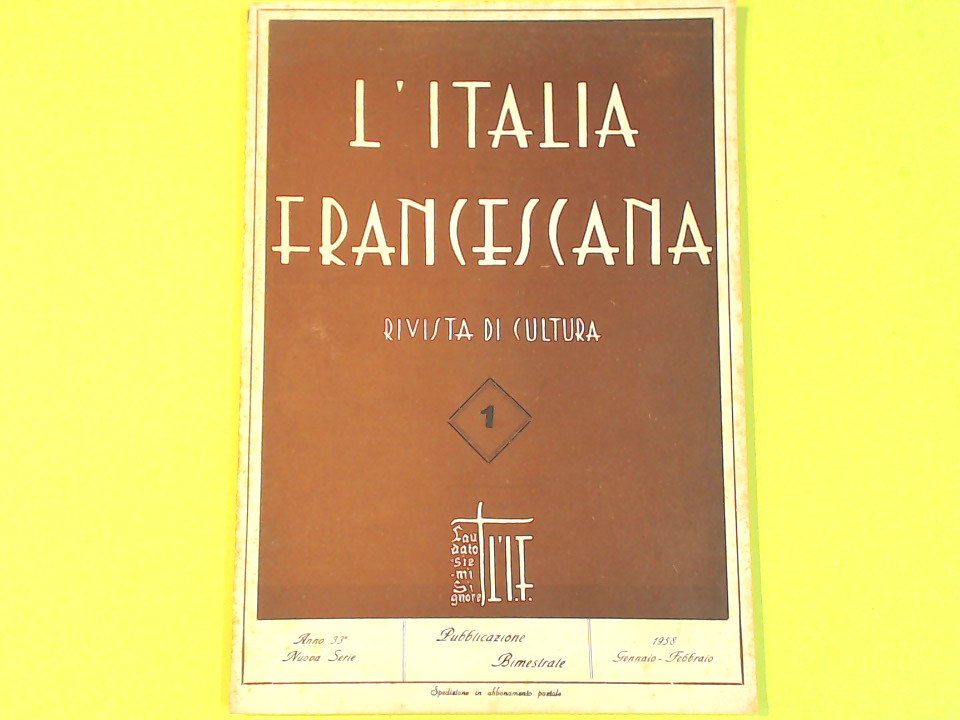 L'ITALIA
FRANCESCANA
RIVISTA DI CULTURA
1
Lau
dato
sie
-mi
Si
gnore
L'I.F.
Anno 33º
Nuova Serie
Pubblicazione
Bimestrale
1958
Gennaio - Febbraio
Spedizione in abbonamento postale